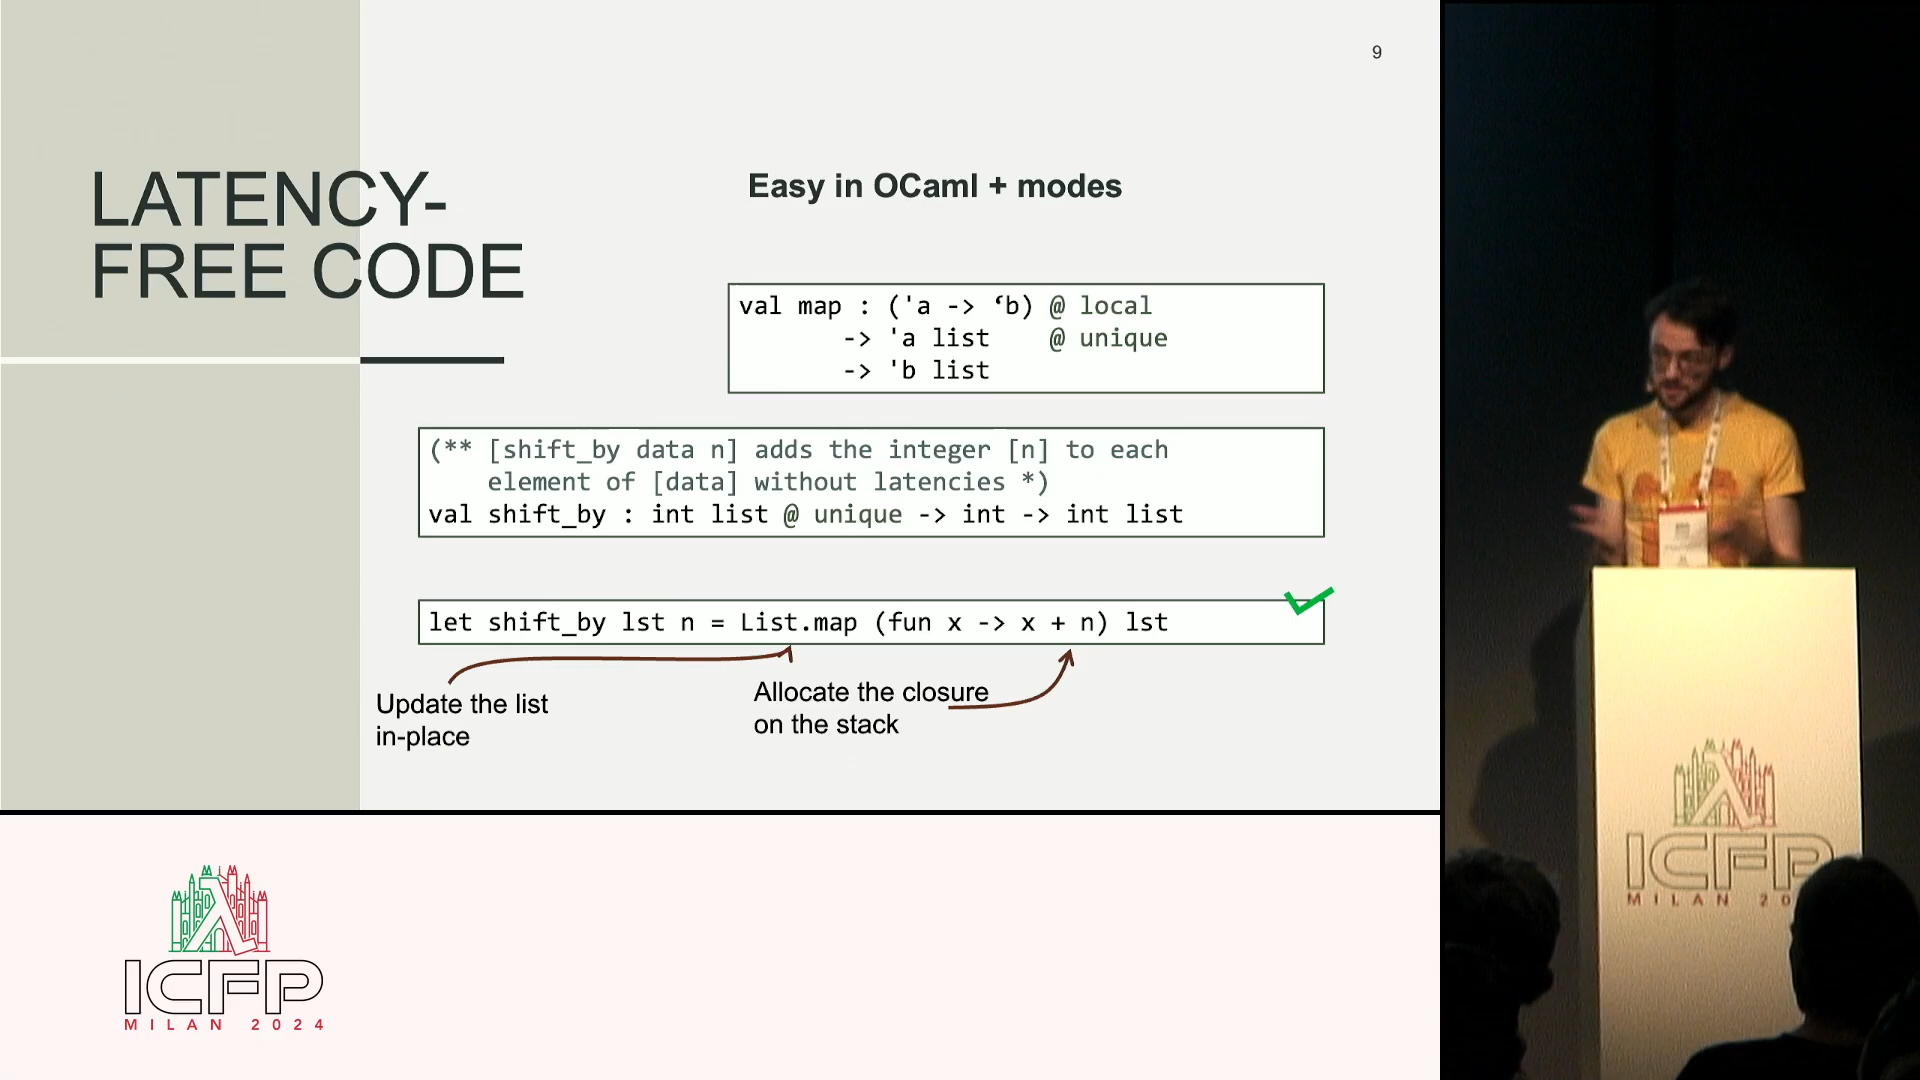 9
LATENCY-
FREE CODE
Easy in OCaml + modes
val map : ('a -> ‘b) @ local
-> 'a list @ unique
-> 'b list
(** [shift_by data n] adds the integer [n] to each
element of [data] without latencies *)
val shift_by : int list @ unique -> int -> int list
let shift_by lst n = List.map (fun x -> x + n) lst
Update the list
in-place
Allocate the closure
on the stack
ICFP
MILAN 2024
ICFP
MILAN 20